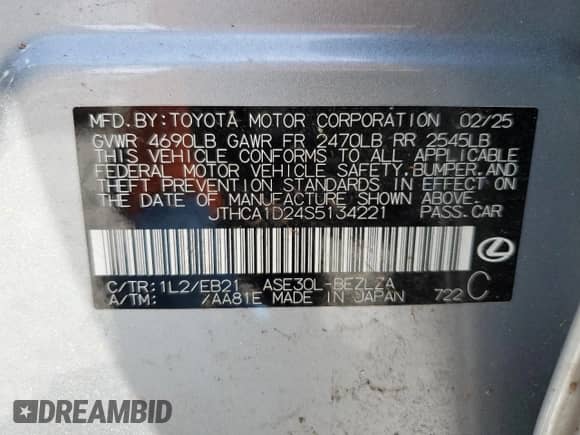 MFD.BY:TOYOTA MOTOR CORPORATION 02/25
GVWR 4690LB GAWR FR 2470LB RR 2545LB
THIS VEHICLE CONFORMS TO ALL APPLICABLE
FEDERAL MOTOR VEHICLE SAFETY,BUMPER,AND
THEFT PREVENTION STANDARDS IN EFFECT ON
THE DATE OF MANUFACTURE SHOWN ABOVE.
JTHCA1D24S5134221 PASS.CAR
C/TR:1L2/EB21 ASE30L-BEZLZA
A/TM: /AA81E MADE IN JAPAN 722 C
DREAMBID